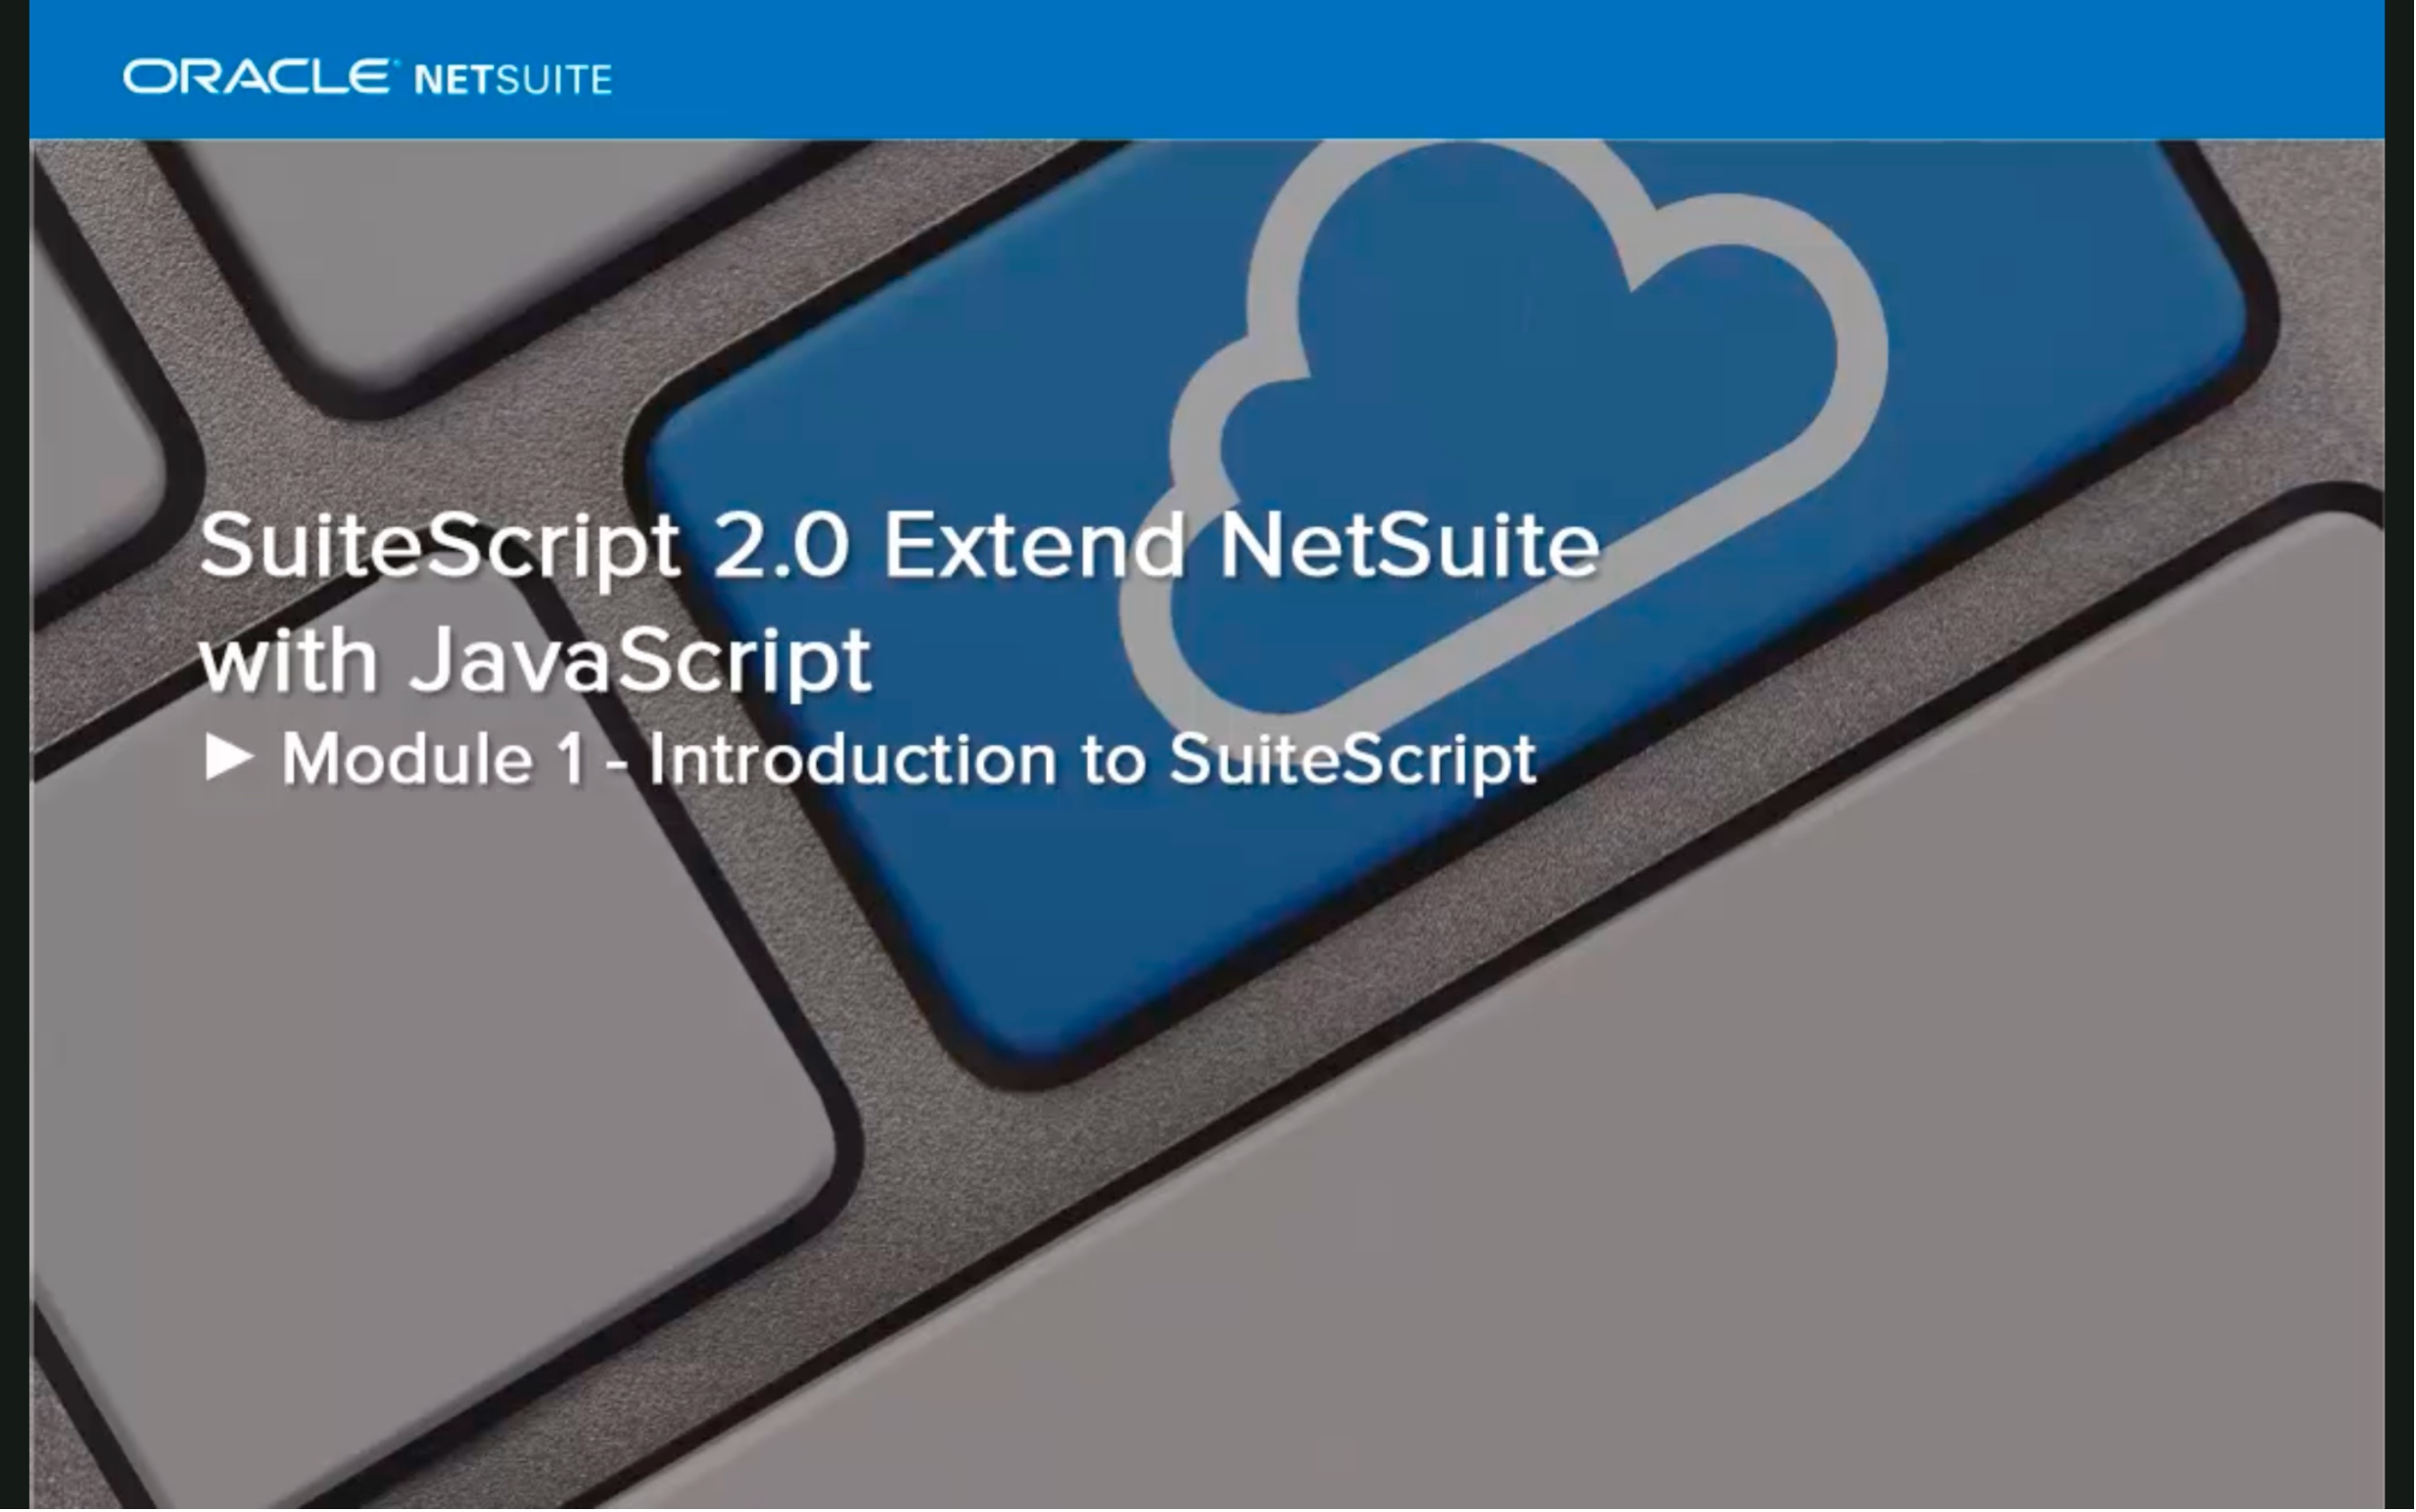 ORACLE NETSUITE
SuiteScript 2.0 Extend NetSuite
with JavaScript
► Module 1 - Introduction to SuiteScript